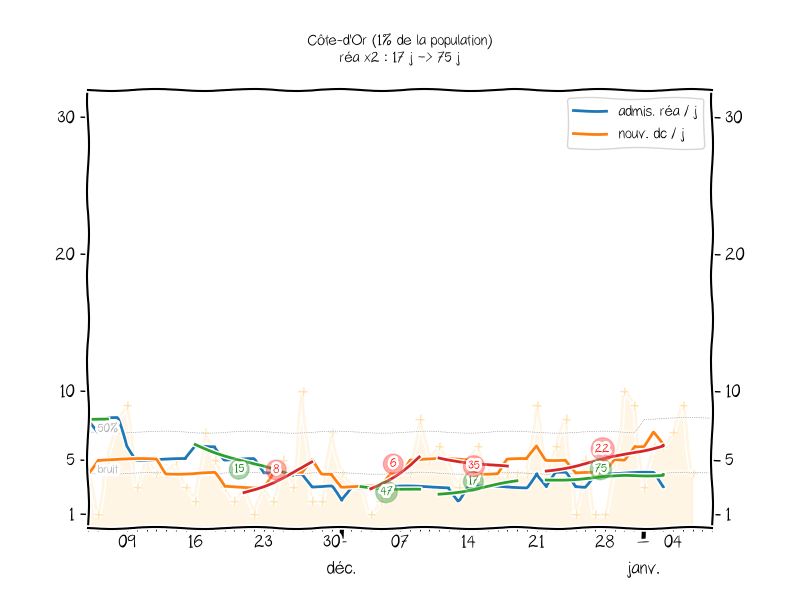 Côte-d'Or (1% de la population)
réa x2 : 17 j -> 75 j
admis. réa / j
nouv. dc / j
30 30
20 20
10 10
5 5
1 1
50%
bruit
15 8 6 47 35 17 22 75
09 16 23 30 07 14 21 28 04
déc. janv.